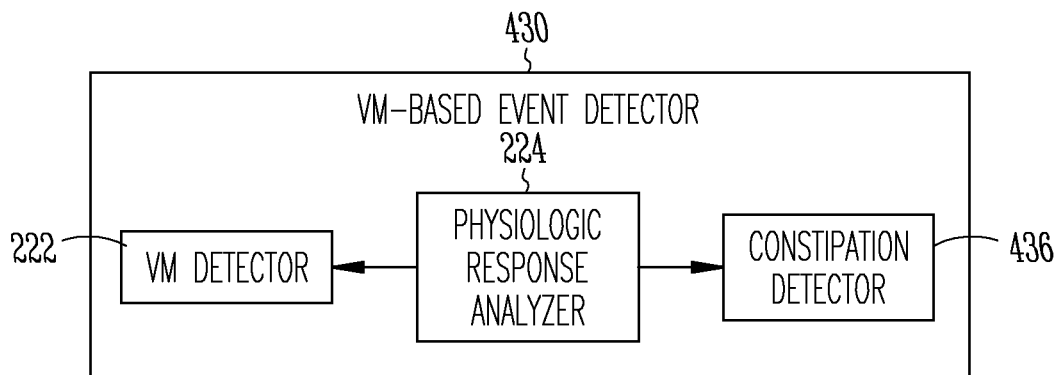 430
VM-BASED EVENT DETECTOR
224
222
VM DETECTOR
PHYSIOLOGIC
RESPONSE
ANALYZER
CONSTIPATION
DETECTOR
436